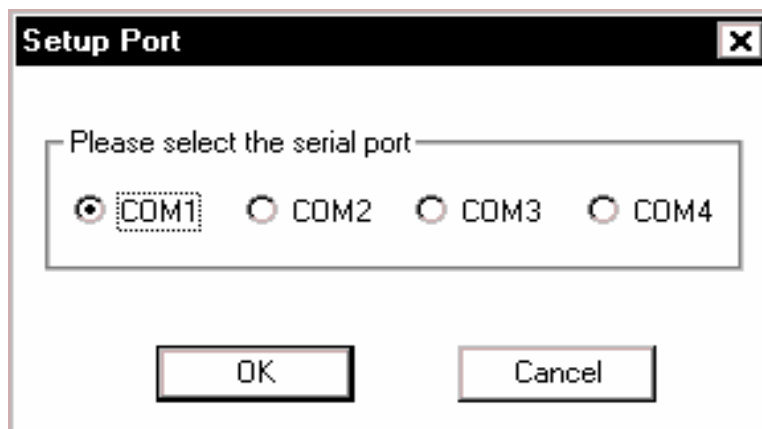 Setup Port
Please select the serial port
COM1 COM2 COM3 COM4
OK Cancel